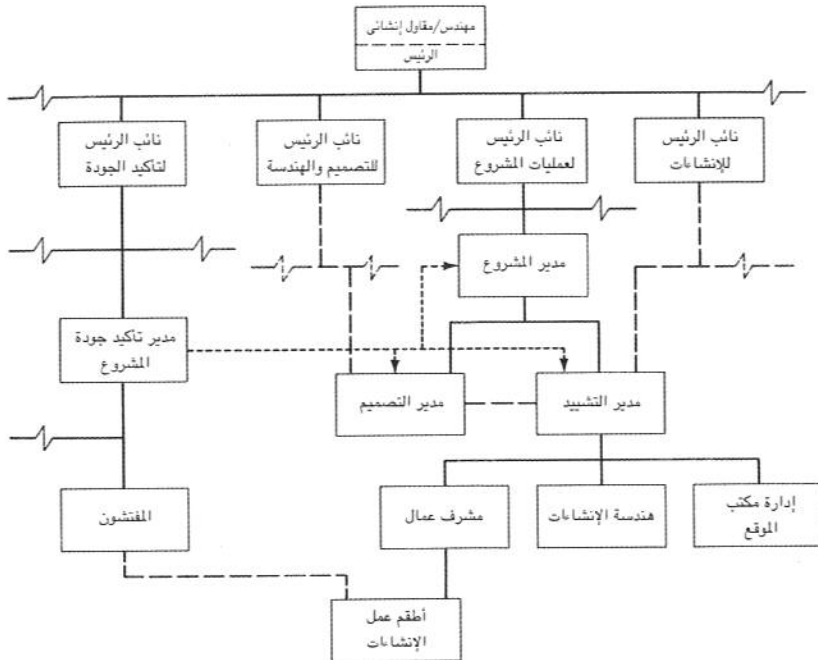 مهندس/مقاول إنشائى
الرئيس
نائب الرئيس
للإنشاءات
نائب الرئيس
لعمليات المشروع
نائب الرئيس
للتصميم والهندسة
نائب الرئيس
لتأكيد الجودة
مدير المشروع
مدير تأكيد جودة
المشروع
مدير التشييد
مدير التصميم
إدارة مكتب
الموقع
هندسة الإنشاءات
مشرف عمال
المفتشون
أطقم عمل
الإنشاءات